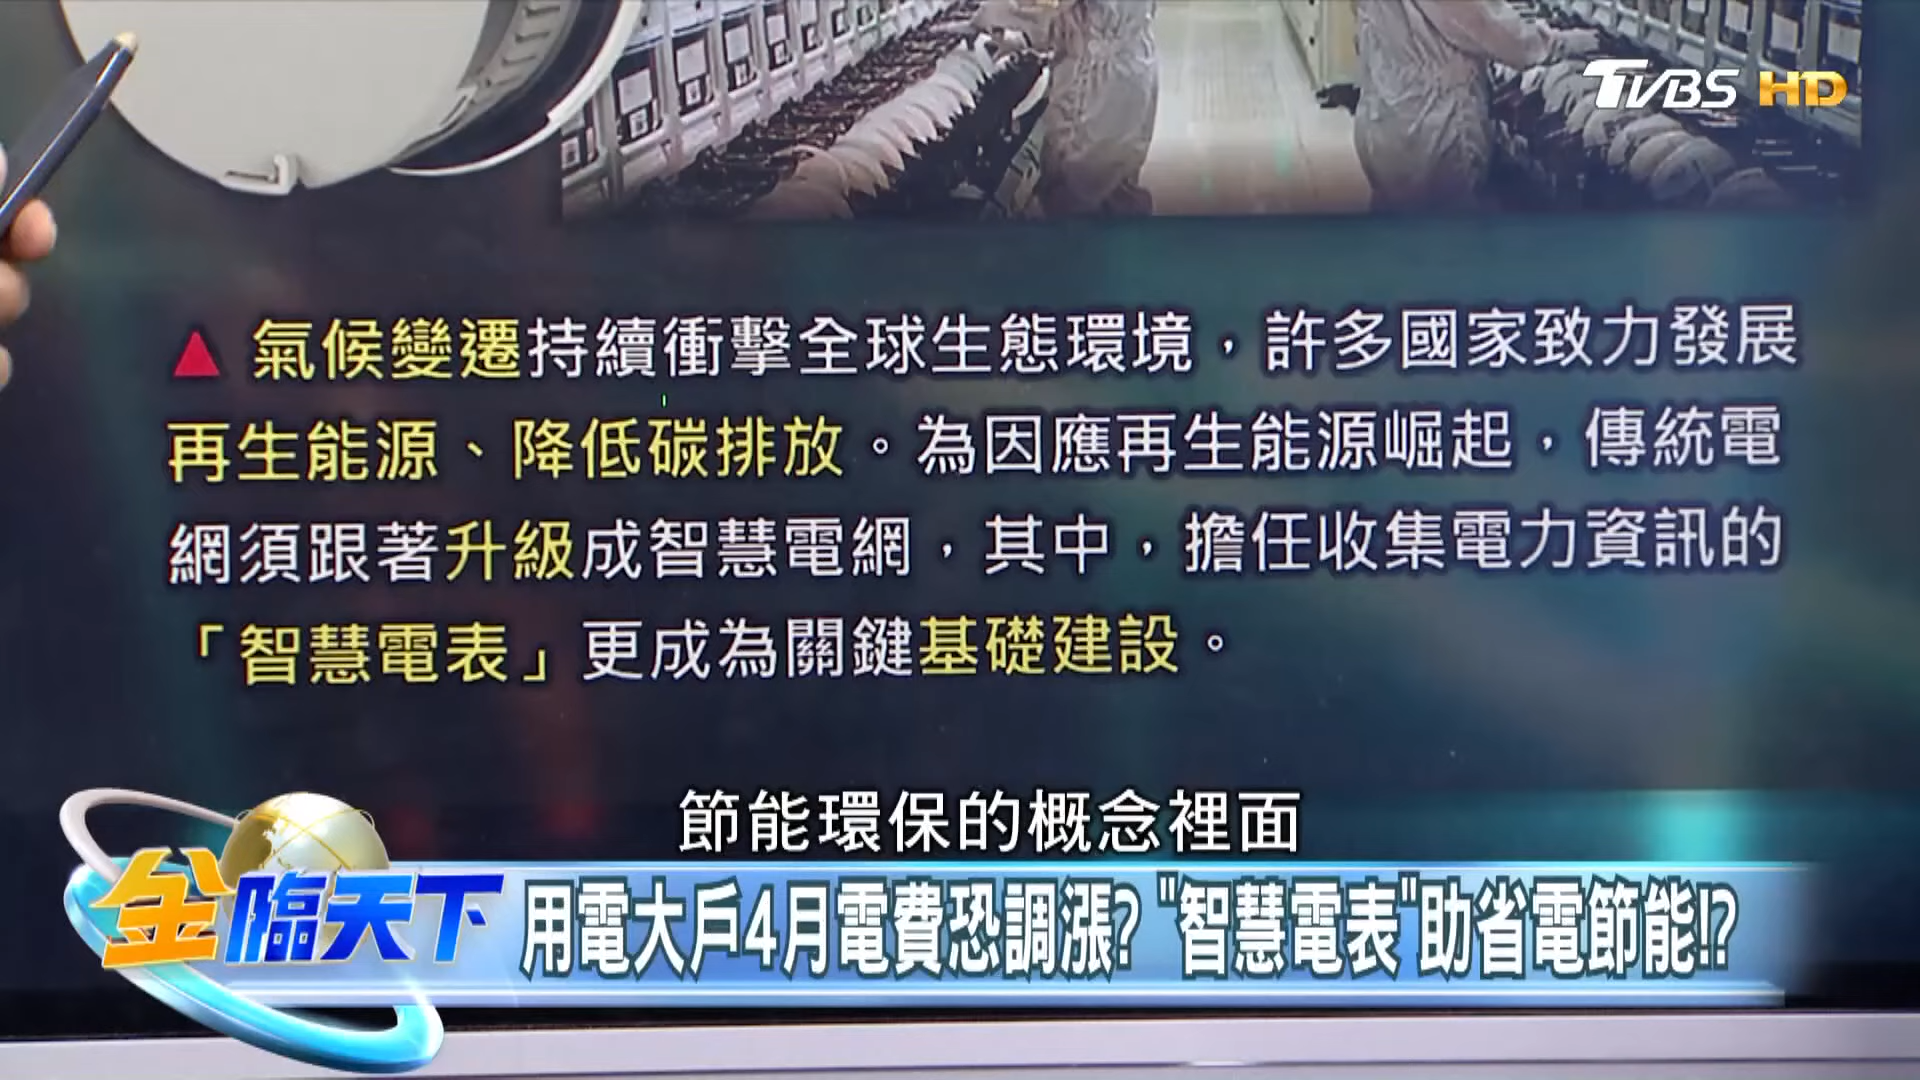 TVBS HD
▲ 氣候變遷持續衝擊全球生態環境，許多國家致力發展
再生能源、降低碳排放。為因應再生能源崛起，傳統電
網須跟著升級成智慧電網，其中，擔任收集電力資訊的
「智慧電表」更成為關鍵基礎建設。
節能環保的概念裡面
金臨天下
用電大戶4月電費恐調漲? "智慧電表"助省電節能!?